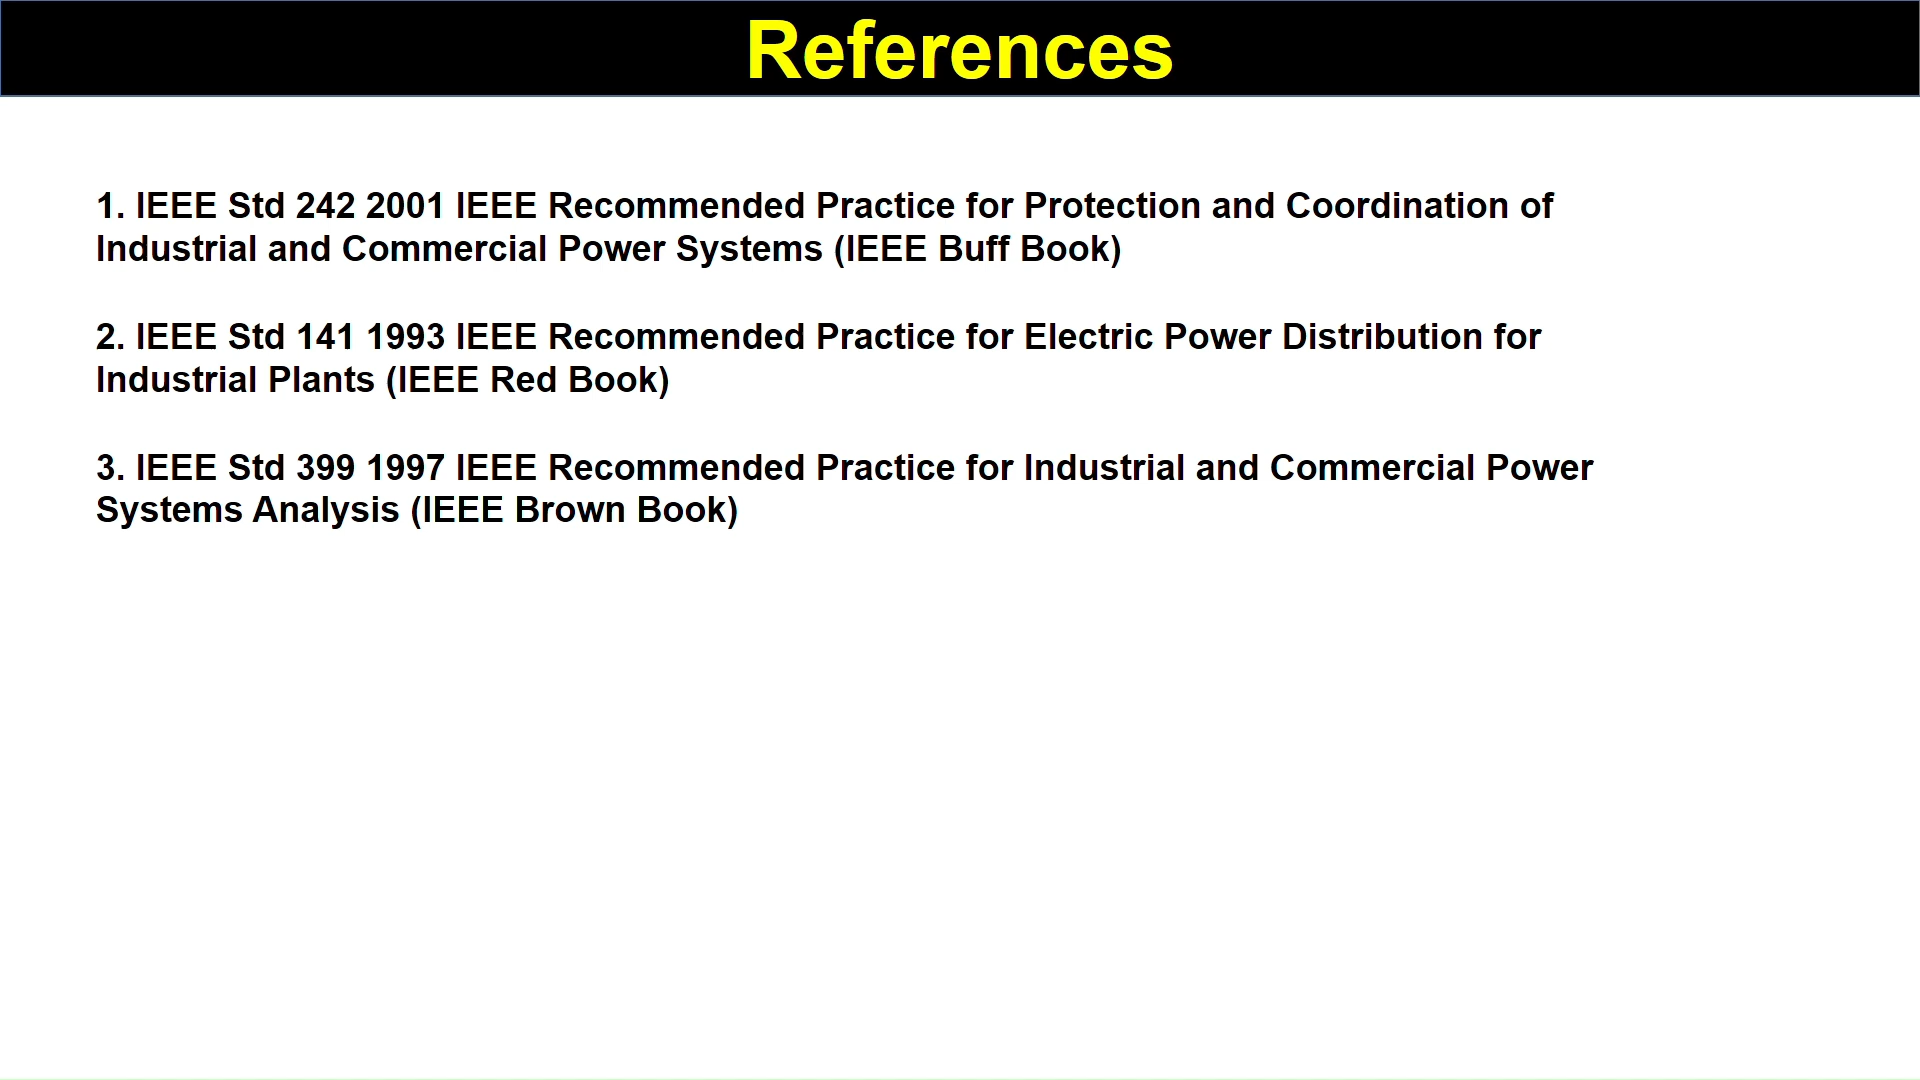 References
1. IEEE Std 242 2001 IEEE Recommended Practice for Protection and Coordination of
Industrial and Commercial Power Systems (IEEE Buff Book)
2. IEEE Std 141 1993 IEEE Recommended Practice for Electric Power Distribution for
Industrial Plants (IEEE Red Book)
3. IEEE Std 399 1997 IEEE Recommended Practice for Industrial and Commercial Power
Systems Analysis (IEEE Brown Book)